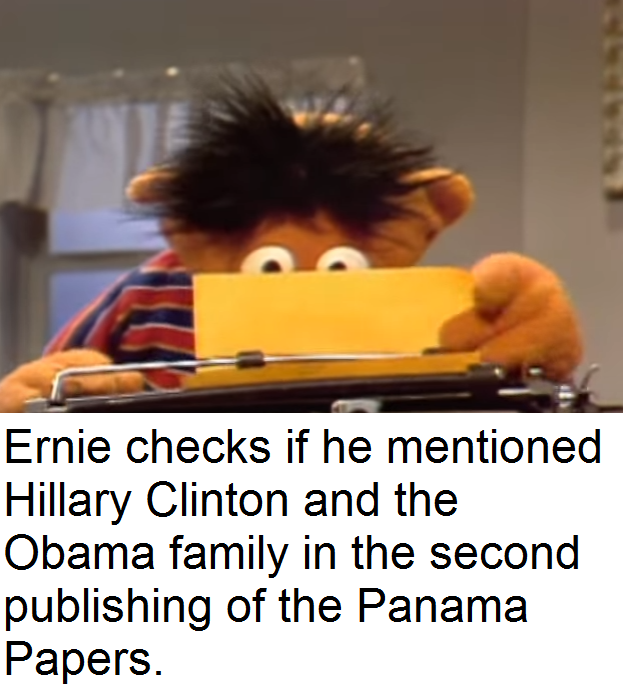 Ernie checks if he mentioned
Hillary Clinton and the
Obama family in the second
publishing of the Panama
Papers.